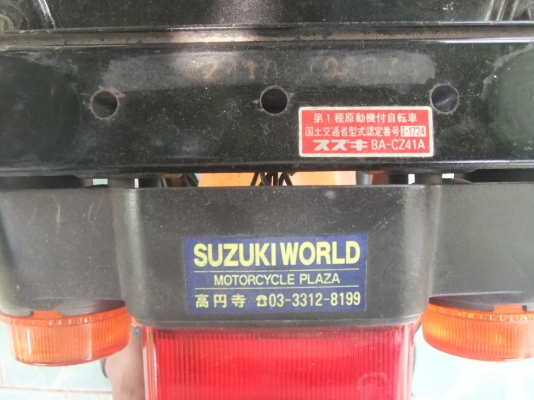 第1種原動機付自転車
国土交通省型式認定番号 I-1724
スズキ BA-CZ41A
SUZUKI WORLD
MOTORCYCLE PLAZA
高円寺 ☎03-3312-8199